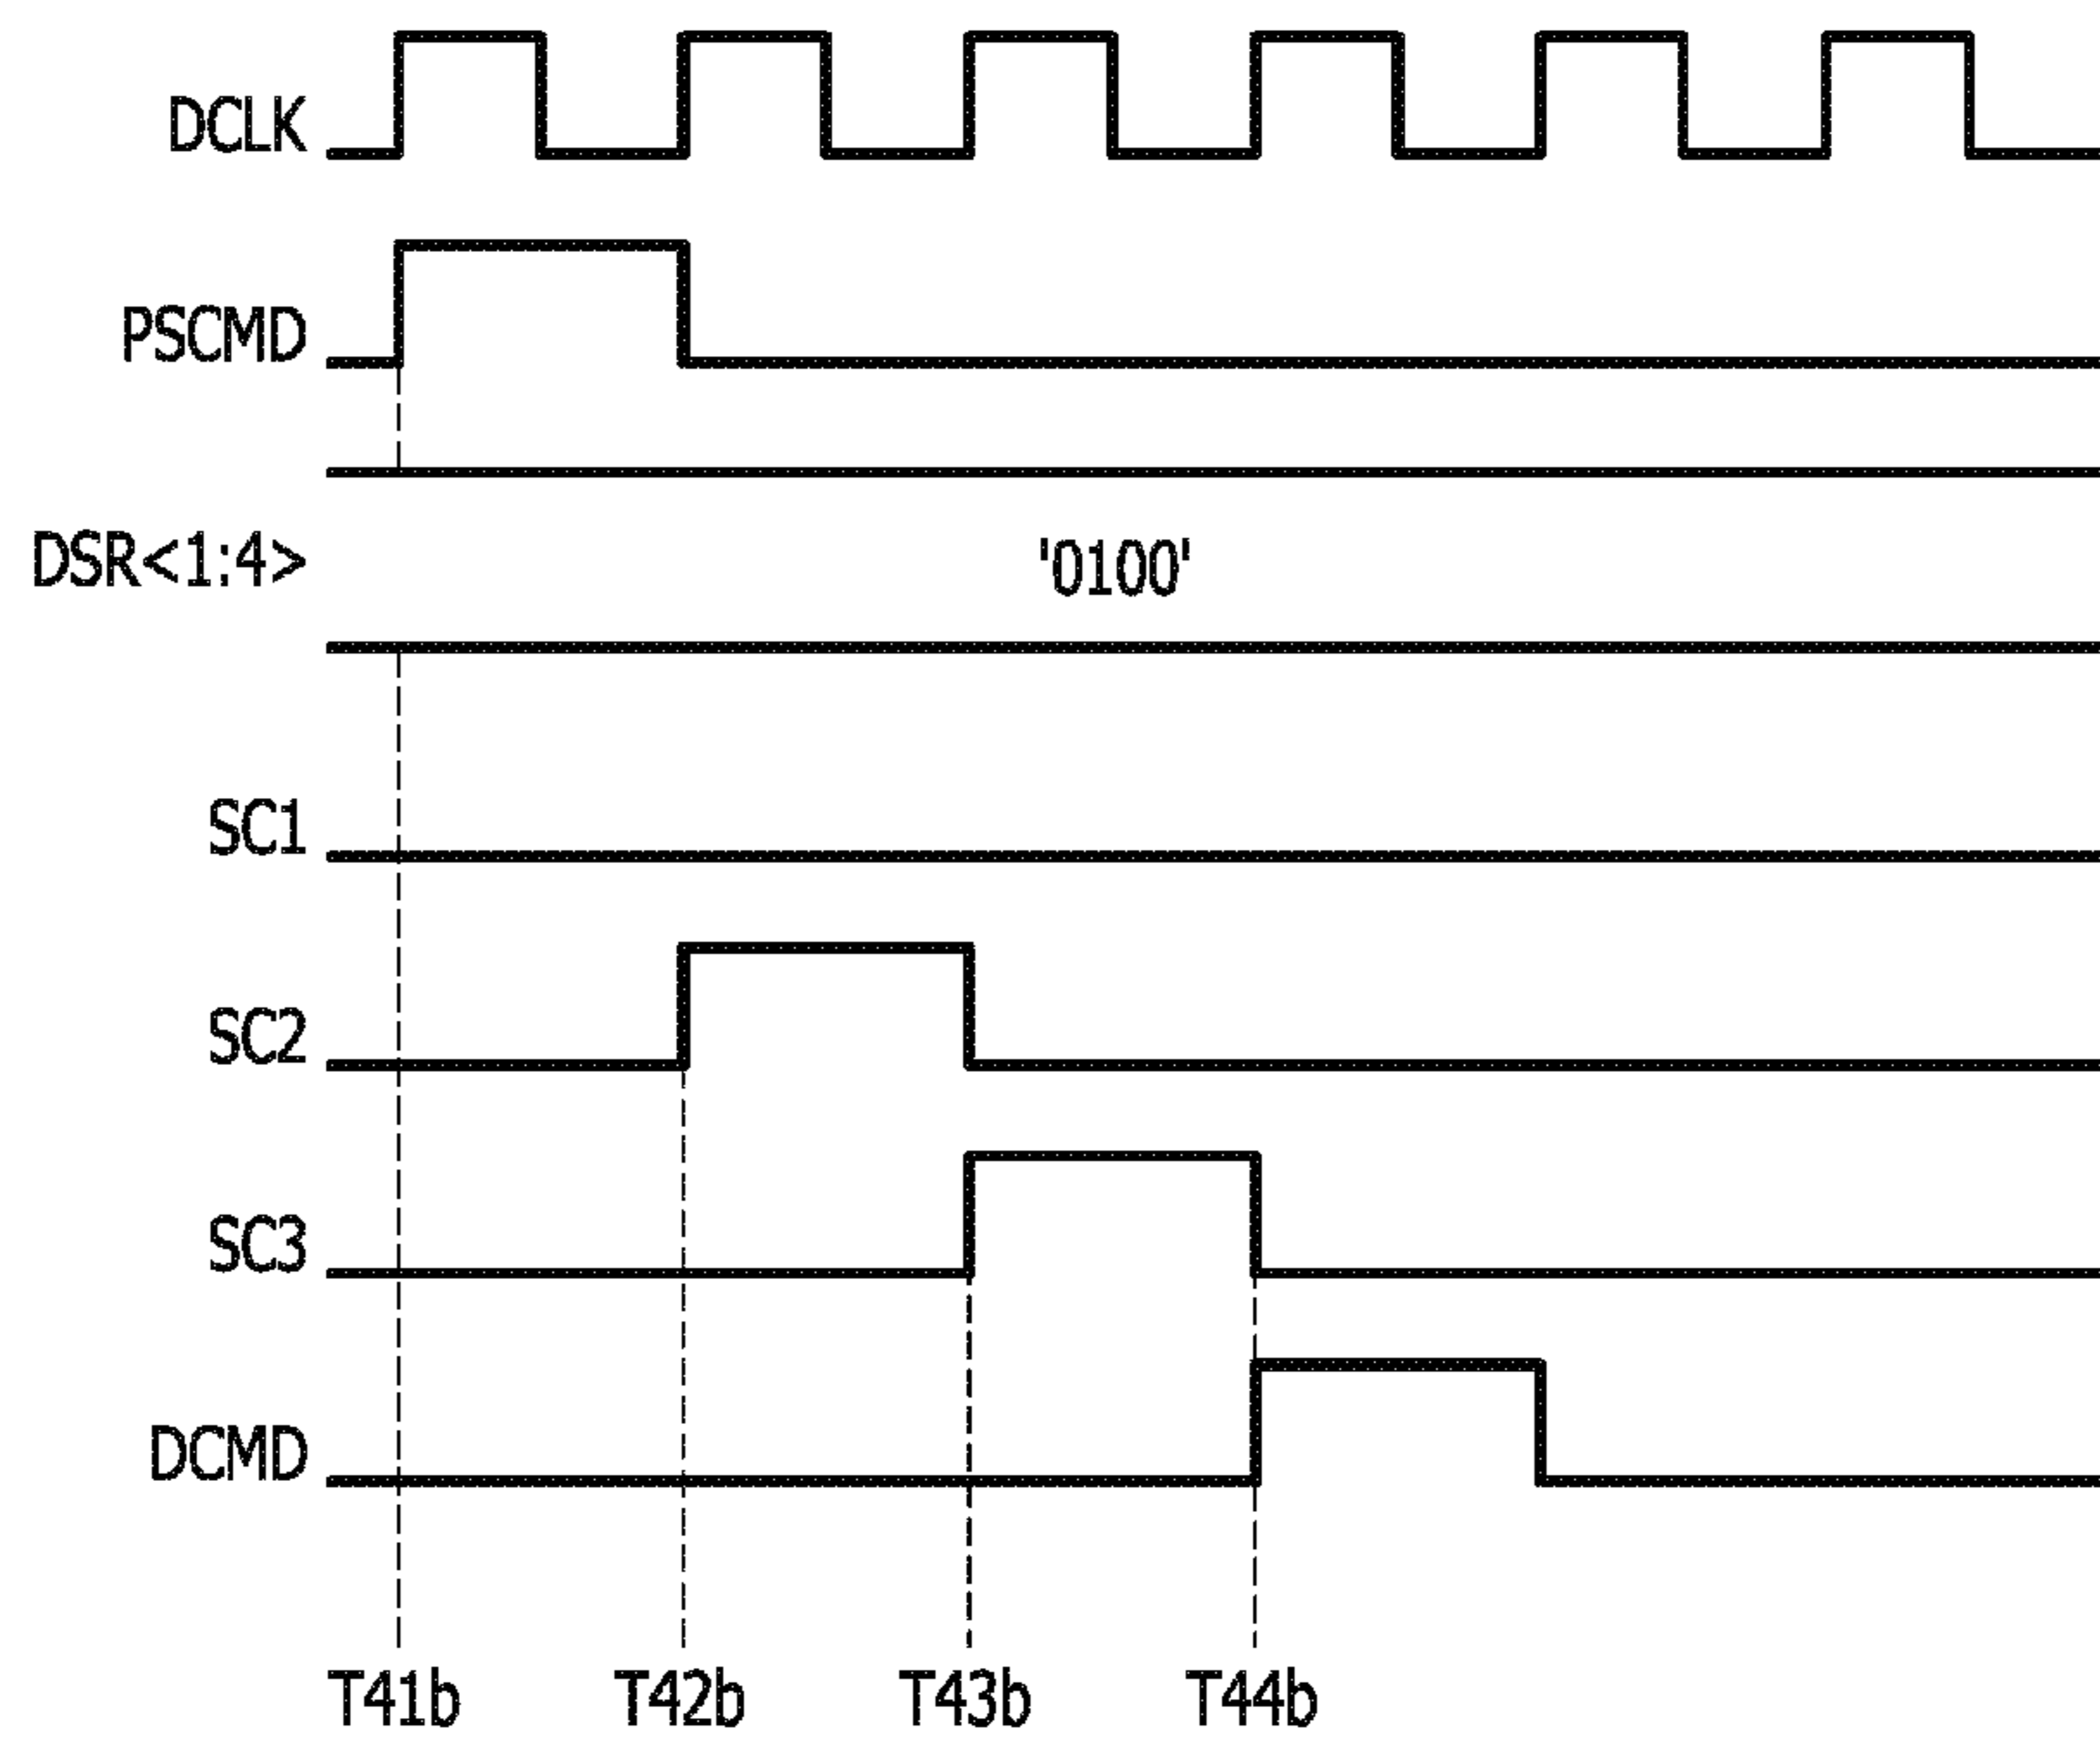 DCLK
PSCMD
DSR<1:4>
'0100'
SC1
SC2
SC3
DCMD
T41b T42b T43b T44b